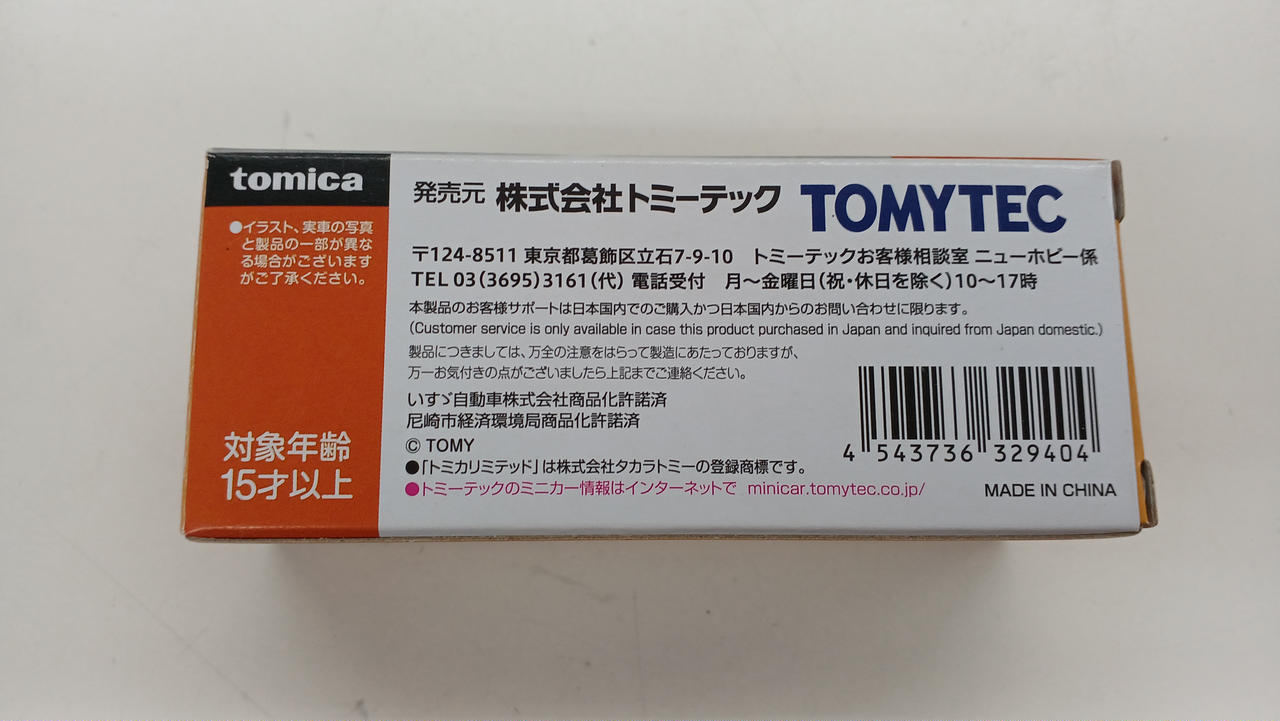 tomica
●イラスト、実車の写真
と製品の一部が異な
る場合がございます
がご了承ください。
対象年齢
15才以上
発売元 株式会社トミーテック TOMYTEC
〒124-8511 東京都葛飾区立石7-9-10 トミーテックお客様相談室 ニューホビー係
TEL 03(3695)3161(代) 電話受付 月〜金曜日(祝・休日を除く)10〜17時
本製品のお客様サポートは日本国内でのご購入かつ日本国内からのお問い合わせに限ります。
(Customer service is only available in case this product purchased in Japan and inquired from Japan domestic.)
製品につきましては、万全の注意をはらって製造にあたっておりますが、
万一お気付きの点がございましたら上記までご連絡ください。
いすゞ自動車株式会社商品化許諾済
尼崎市経済環境局商品化許諾済
© TOMY
●「トミカリミテッド」は株式会社タカラトミーの登録商標です。
●トミーテックのミニカー情報はインターネットで minicar.tomytec.co.jp/
4 543736 329404
MADE IN CHINA